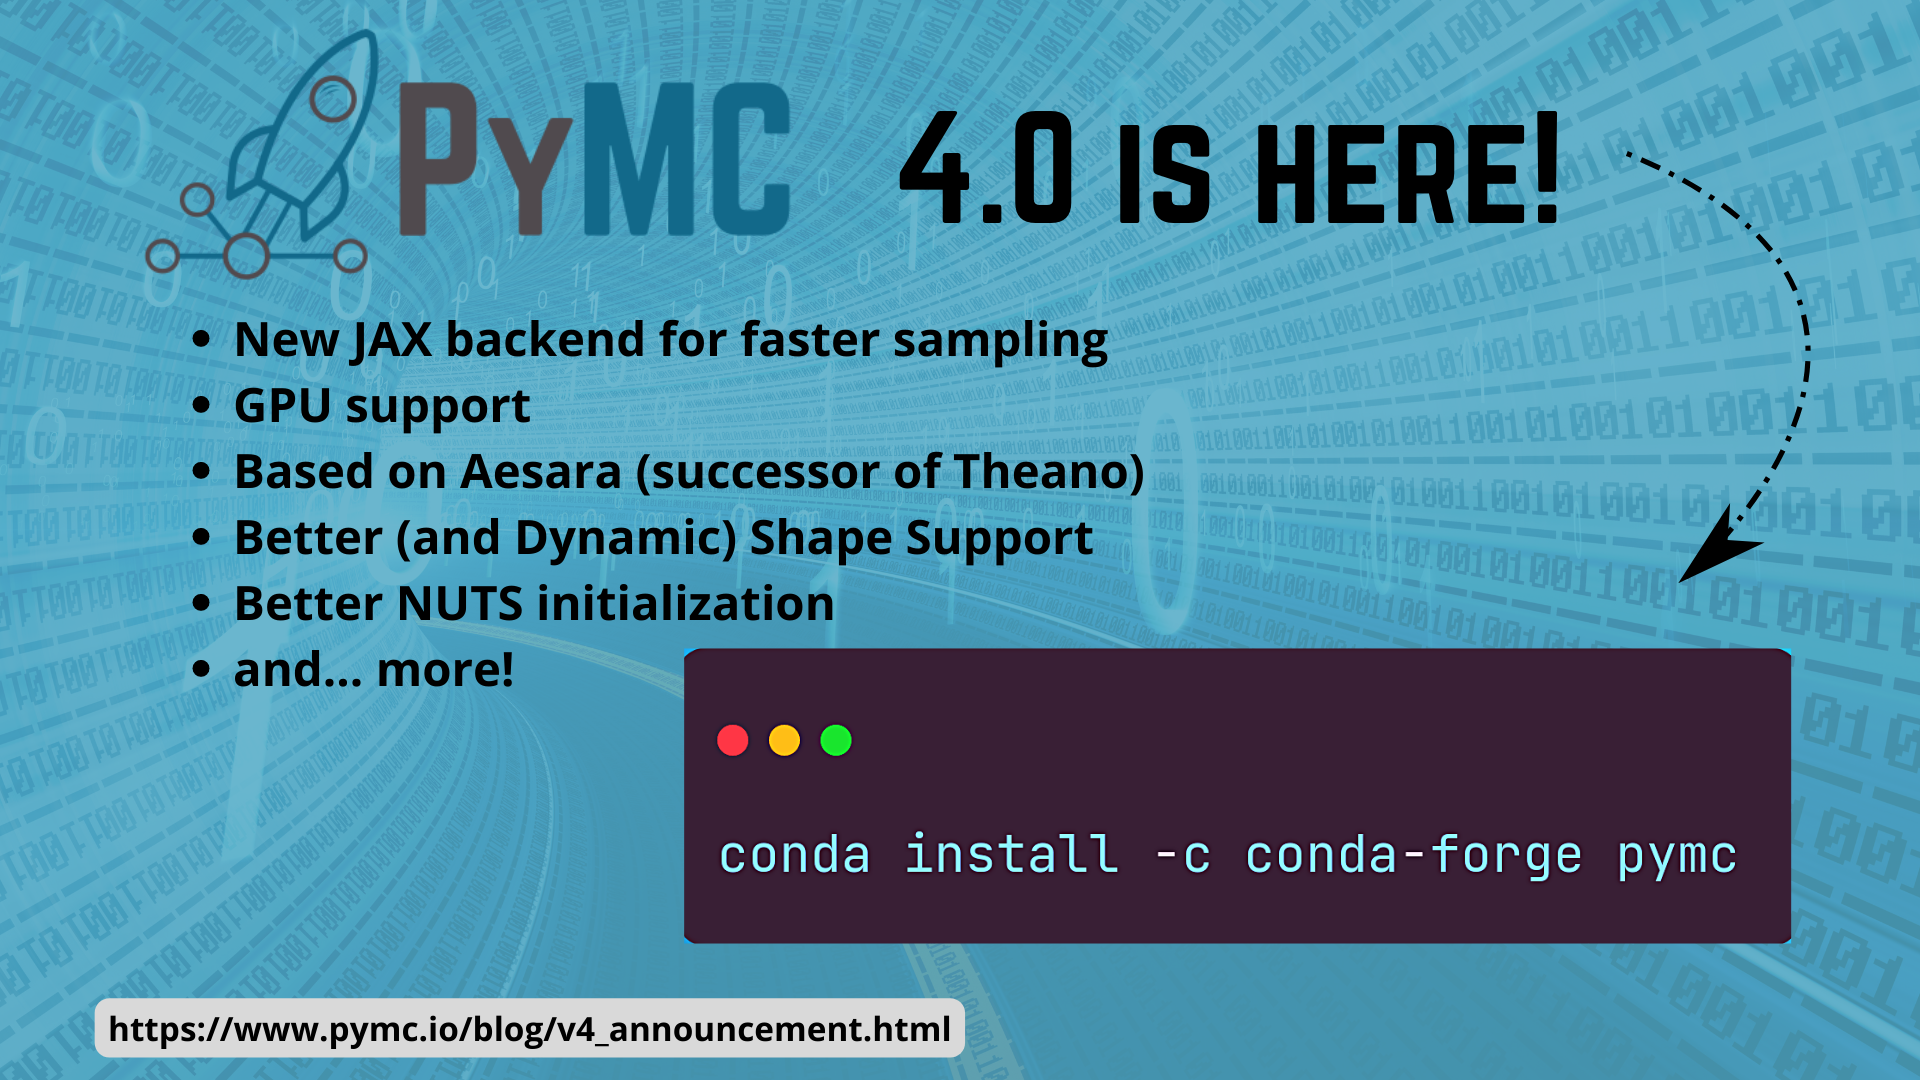 PyMC 4.0 IS HERE!
• New JAX backend for faster sampling
• GPU support
• Based on Aesara (successor of Theano)
• Better (and Dynamic) Shape Support
• Better NUTS initialization
• and... more!
conda install -c conda-forge pymc
https://www.pymc.io/blog/v4_announcement.html